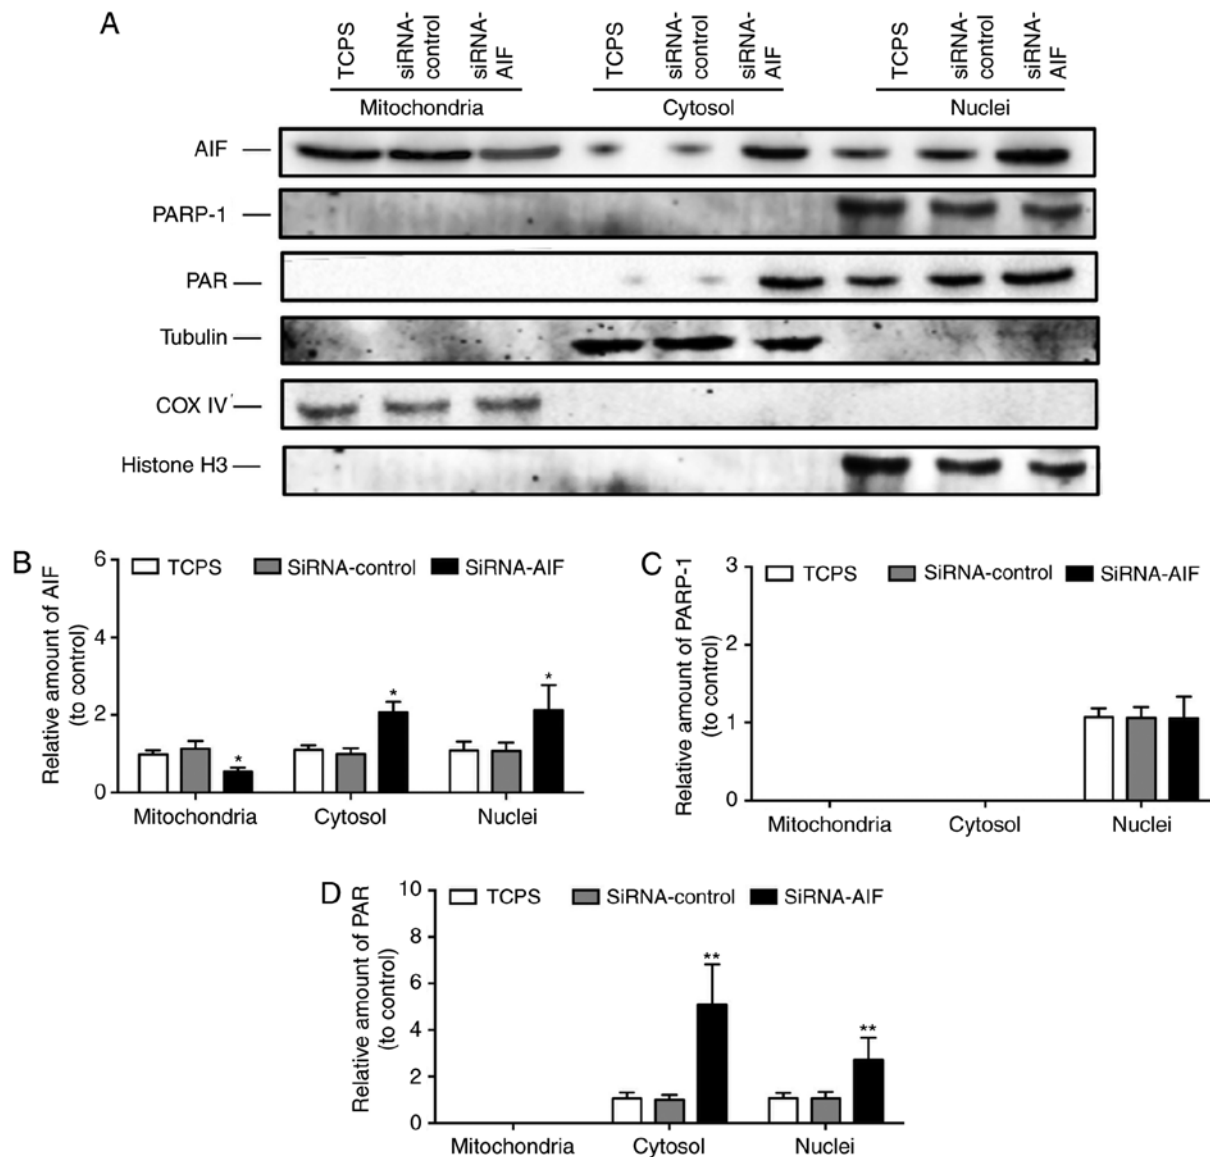 A
TCPS
siRNA-
control
siRNA-
AIF
TCPS
siRNA-
control
siRNA-
AIF
TCPS
siRNA-
control
siRNA-
AIF
Mitochondria
Cytosol
Nuclei
AIF
PARP-1
PAR
Tubulin
COX IV
Histone H3
B
Relative amount of AIF
(to control)
6
4
2
0
TCPS
SiRNA-control
SiRNA-AIF
*
*
*
Mitochondria
Cytosol
Nuclei
C
Relative amount of PARP-1
(to control)
3
2
1
0
TCPS
SiRNA-control
SiRNA-AIF
Mitochondria
Cytosol
Nuclei
D
Relative amount of PAR
(to control)
10
8
6
4
2
0
TCPS
SiRNA-control
SiRNA-AIF
**
**
Mitochondria
Cytosol
Nuclei